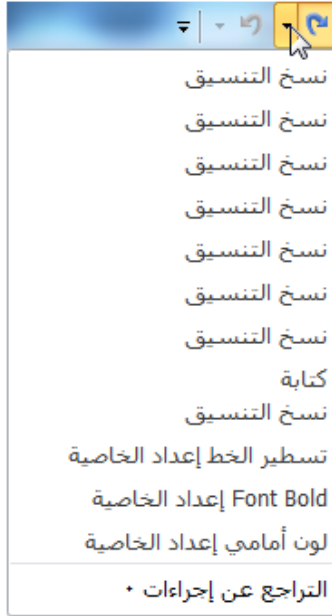 نسخ التنسيق
نسخ التنسيق
نسخ التنسيق
نسخ التنسيق
نسخ التنسيق
نسخ التنسيق
نسخ التنسيق
كتابة
نسخ التنسيق
تسطير الخط إعداد الخاصية
Font Bold إعداد الخاصية
لون أمامي إعداد الخاصية
التراجع عن إجراءات ٠